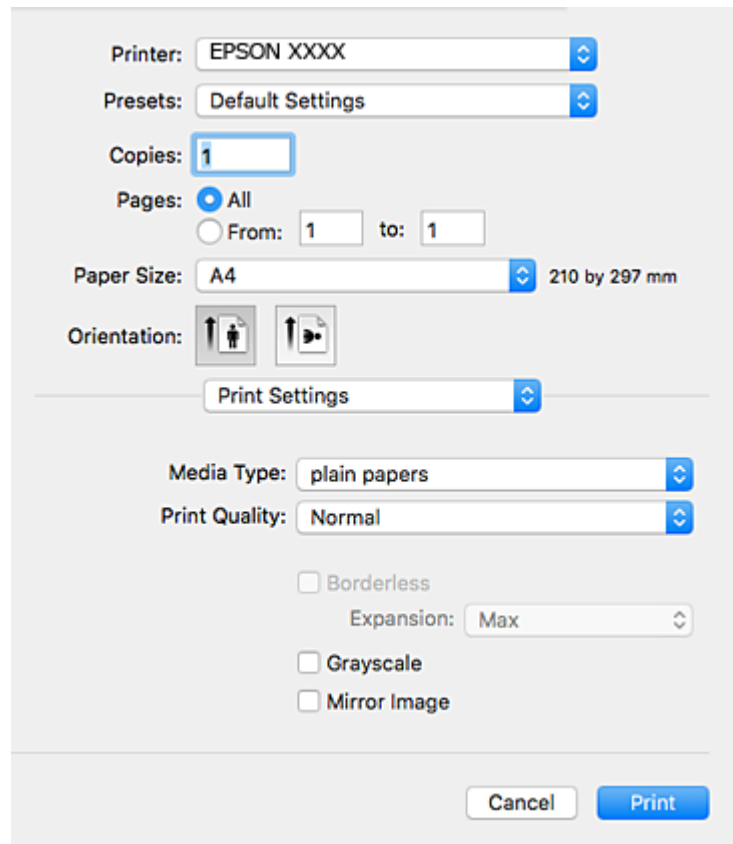 Printer: EPSON XXXX
Presets: Default Settings
Copies: 1
Pages: All
From: 1 to: 1
Paper Size: A4 210 by 297 mm
Orientation:
Print Settings
Media Type: plain papers
Print Quality: Normal
Borderless
Expansion: Max
Grayscale
Mirror Image
Cancel Print